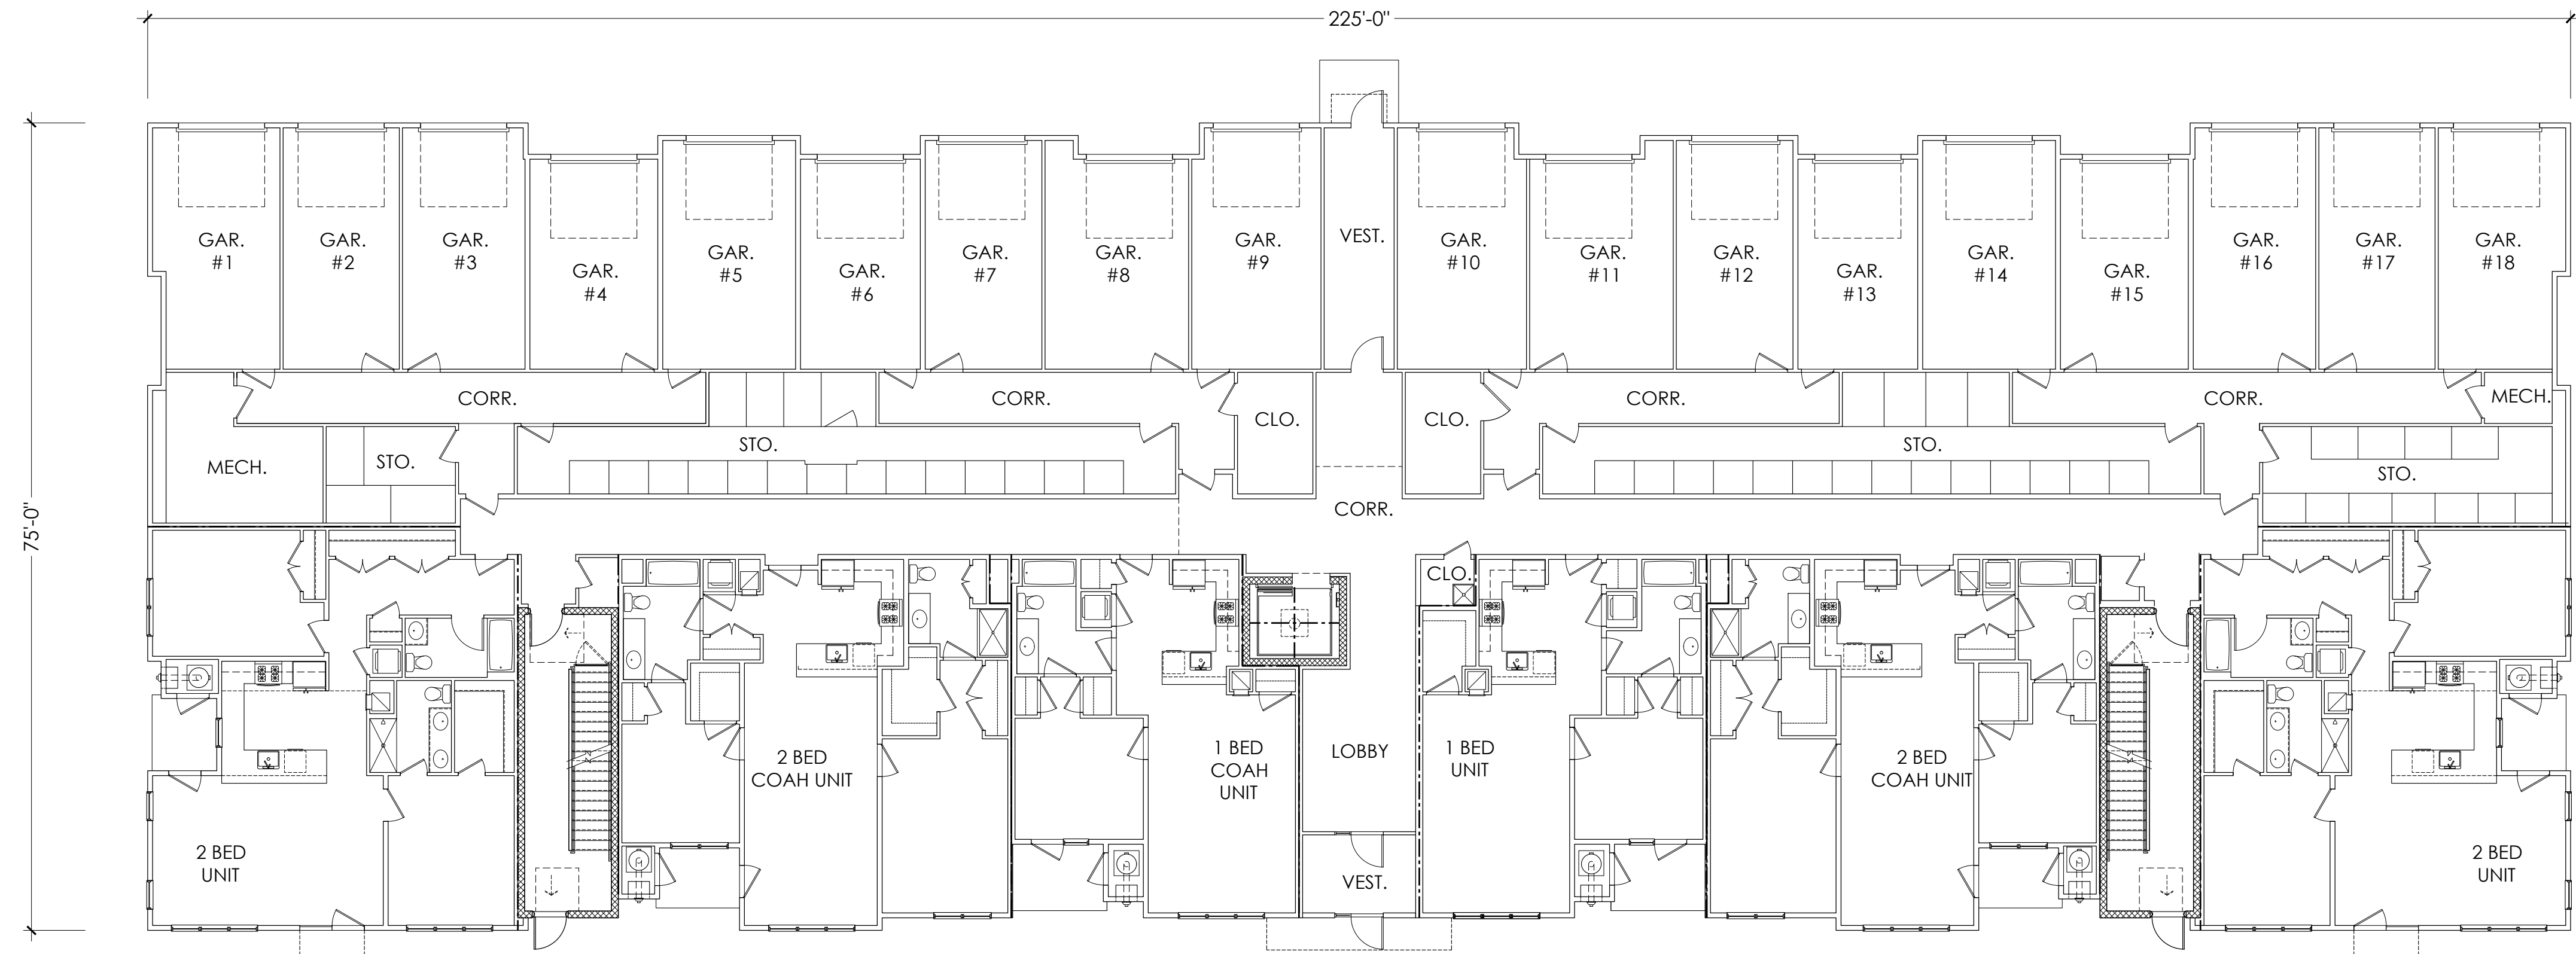 225'-0"
75'-0"
GAR.
#1
GAR.
#2
GAR.
#3
GAR.
#4
GAR.
#5
GAR.
#6
GAR.
#7
GAR.
#8
GAR.
#9
VEST.
GAR.
#10
GAR.
#11
GAR.
#12
GAR.
#13
GAR.
#14
GAR.
#15
GAR.
#16
GAR.
#17
GAR.
#18
CORR.
CORR.
CLO.
CLO.
CORR.
CORR.
MECH.
MECH.
STO.
STO.
STO.
STO.
CORR.
CLO.
2 BED
UNIT
2 BED
COAH UNIT
1 BED
COAH
UNIT
LOBBY
1 BED
UNIT
2 BED
COAH UNIT
2 BED
UNIT
VEST.